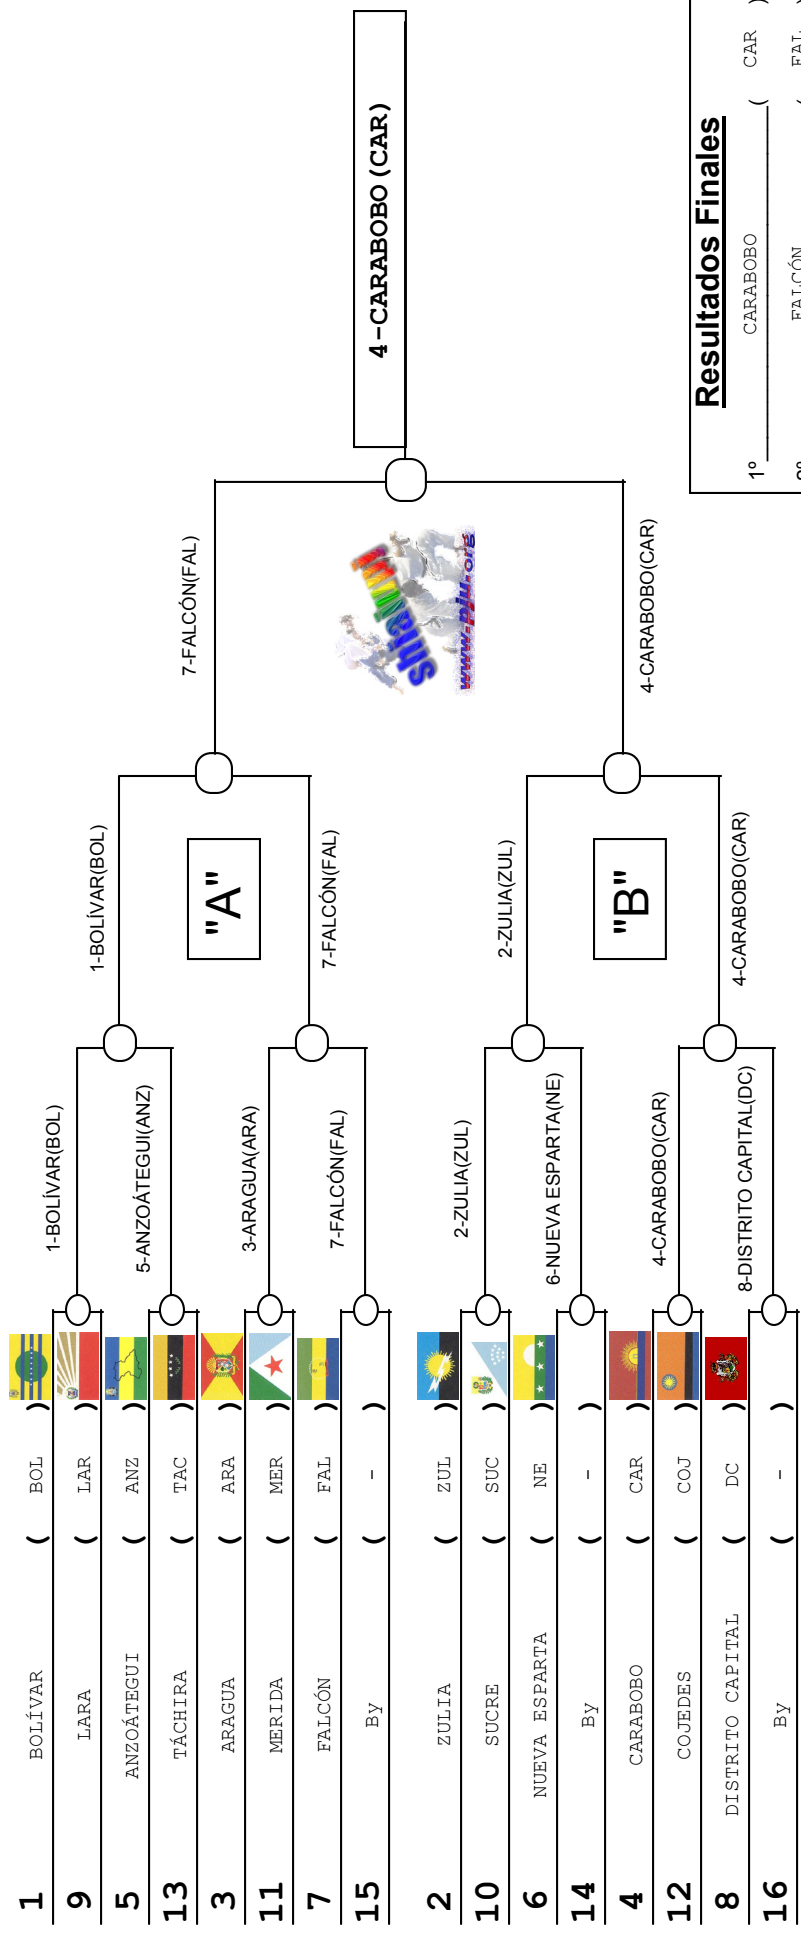 1 BOLÍVAR ( BOL )
9 LARA ( LAR )
5 ANZOÁTEGUI ( ANZ )
13 TÁCHIRA ( TAC )
3 ARAGUA ( ARA )
11 MERIDA ( MER )
7 FALCÓN ( FAL )
15 By ( - )
2 ZULIA ( ZUL )
10 SUCRE ( SUC )
6 NUEVA ESPARTA ( NE )
14 By ( - )
4 CARABOBO ( CAR )
12 COJEDES ( COJ )
8 DISTRITO CAPITAL ( DC )
16 By ( - )
1-BOLÍVAR(BOL)
5-ANZOÁTEGUI(ANZ)
3-ARAGUA(ARA)
7-FALCÓN(FAL)
2-ZULIA(ZUL)
6-NUEVA ESPARTA(NE)
4-CARABOBO(CAR)
8-DISTRITO CAPITAL(DC)
1-BOLÍVAR(BOL)
"A"
7-FALCÓN(FAL)
2-ZULIA(ZUL)
"B"
4-CARABOBO(CAR)
7-FALCÓN(FAL)
4-CARABOBO(CAR)
4-CARABOBO (CAR)
Resultados Finales
1º CARABOBO ( CAR )
2º FALCÓN ( FAL )